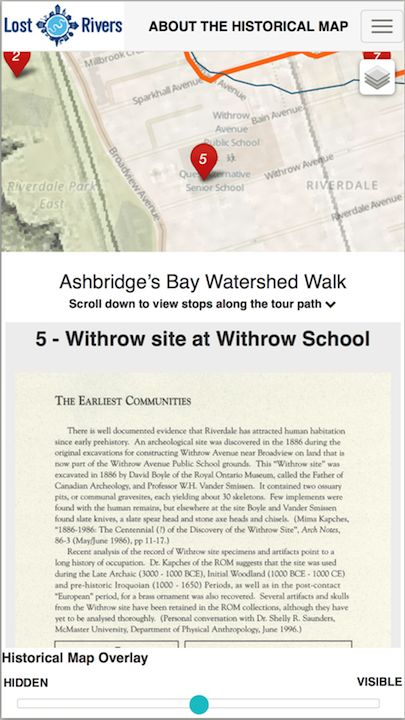 Lost Rivers
ABOUT THE HISTORICAL MAP
2
7
Millbrook Cre
Sparkhall Avenue
Avenue
Bain Avenue
Withrow
Avenue
Public School
5
Withrow Avenue
Broadview Avenue
Senior School
Riverdale Park
East
RIVERDALE
Riverdale Avenue
Ashbridge's Bay Watershed Walk
Scroll down to view stops along the tour path
5 - Withrow site at Withrow School
THE EARLIEST COMMUNITIES
There is well documented evidence that Riverdale has attracted human habitation
since early prehistory. An archeological site was discovered in the 1886 during the
original excavations for constructing Withrow Avenue near Broadview on land that is
now part of the Withrow Avenue Public School grounds. This "Withrow site" was
excavated in 1886 by David Boyle of the Royal Ontario Museum, called the Father of
Canadian Archeology, and Professor W.H. Vander Smissen. It contained two ossuary
pits, or communal gravesites, each yielding about 30 skeletons. Few implements were
found with the human remains, but elsewhere at the site Boyle and Vander Smissen
found slate knives, a slate spear head and stone axe heads and chisels. (Mima Kapches,
"1886-1986: The Centennial (?) of the Discovery of the Withrow Site", Arch Notes,
86-3 (May/June 1986), pp 11-17.)
Recent analysis of the record of Withrow site specimens and artifacts point to a
long history of occupation. Dr. Kapches of the ROM suggests that the site was used
during the Late Archaic (3000 - 1000 BCE), Initial Woodland (1000 BCE - 1000 CE)
and pre-historic Iroquoian (1000 - 1650) Periods, as well as in the post-contact
"European" period, for a brass ornament was also recovered. Several artifacts and skulls
from the Withrow site have been retained in the ROM collections, although they have
yet to be analysed thoroughly. (Personal conversation with Dr. Shelly R. Saunders,
McMaster University, Department of Physical Anthropology, June 1996.)
Historical Map Overlay
HIDDEN
VISIBLE